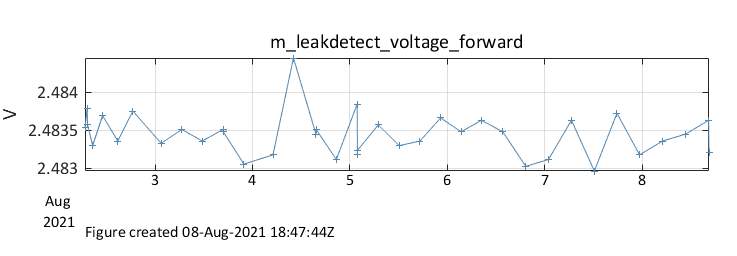 m_leakdetect_voltage_forward
V
2.484
2.4835
2.483
3 4 5 6 7 8
Aug
2021
Figure created 08-Aug-2021 18:47:44Z